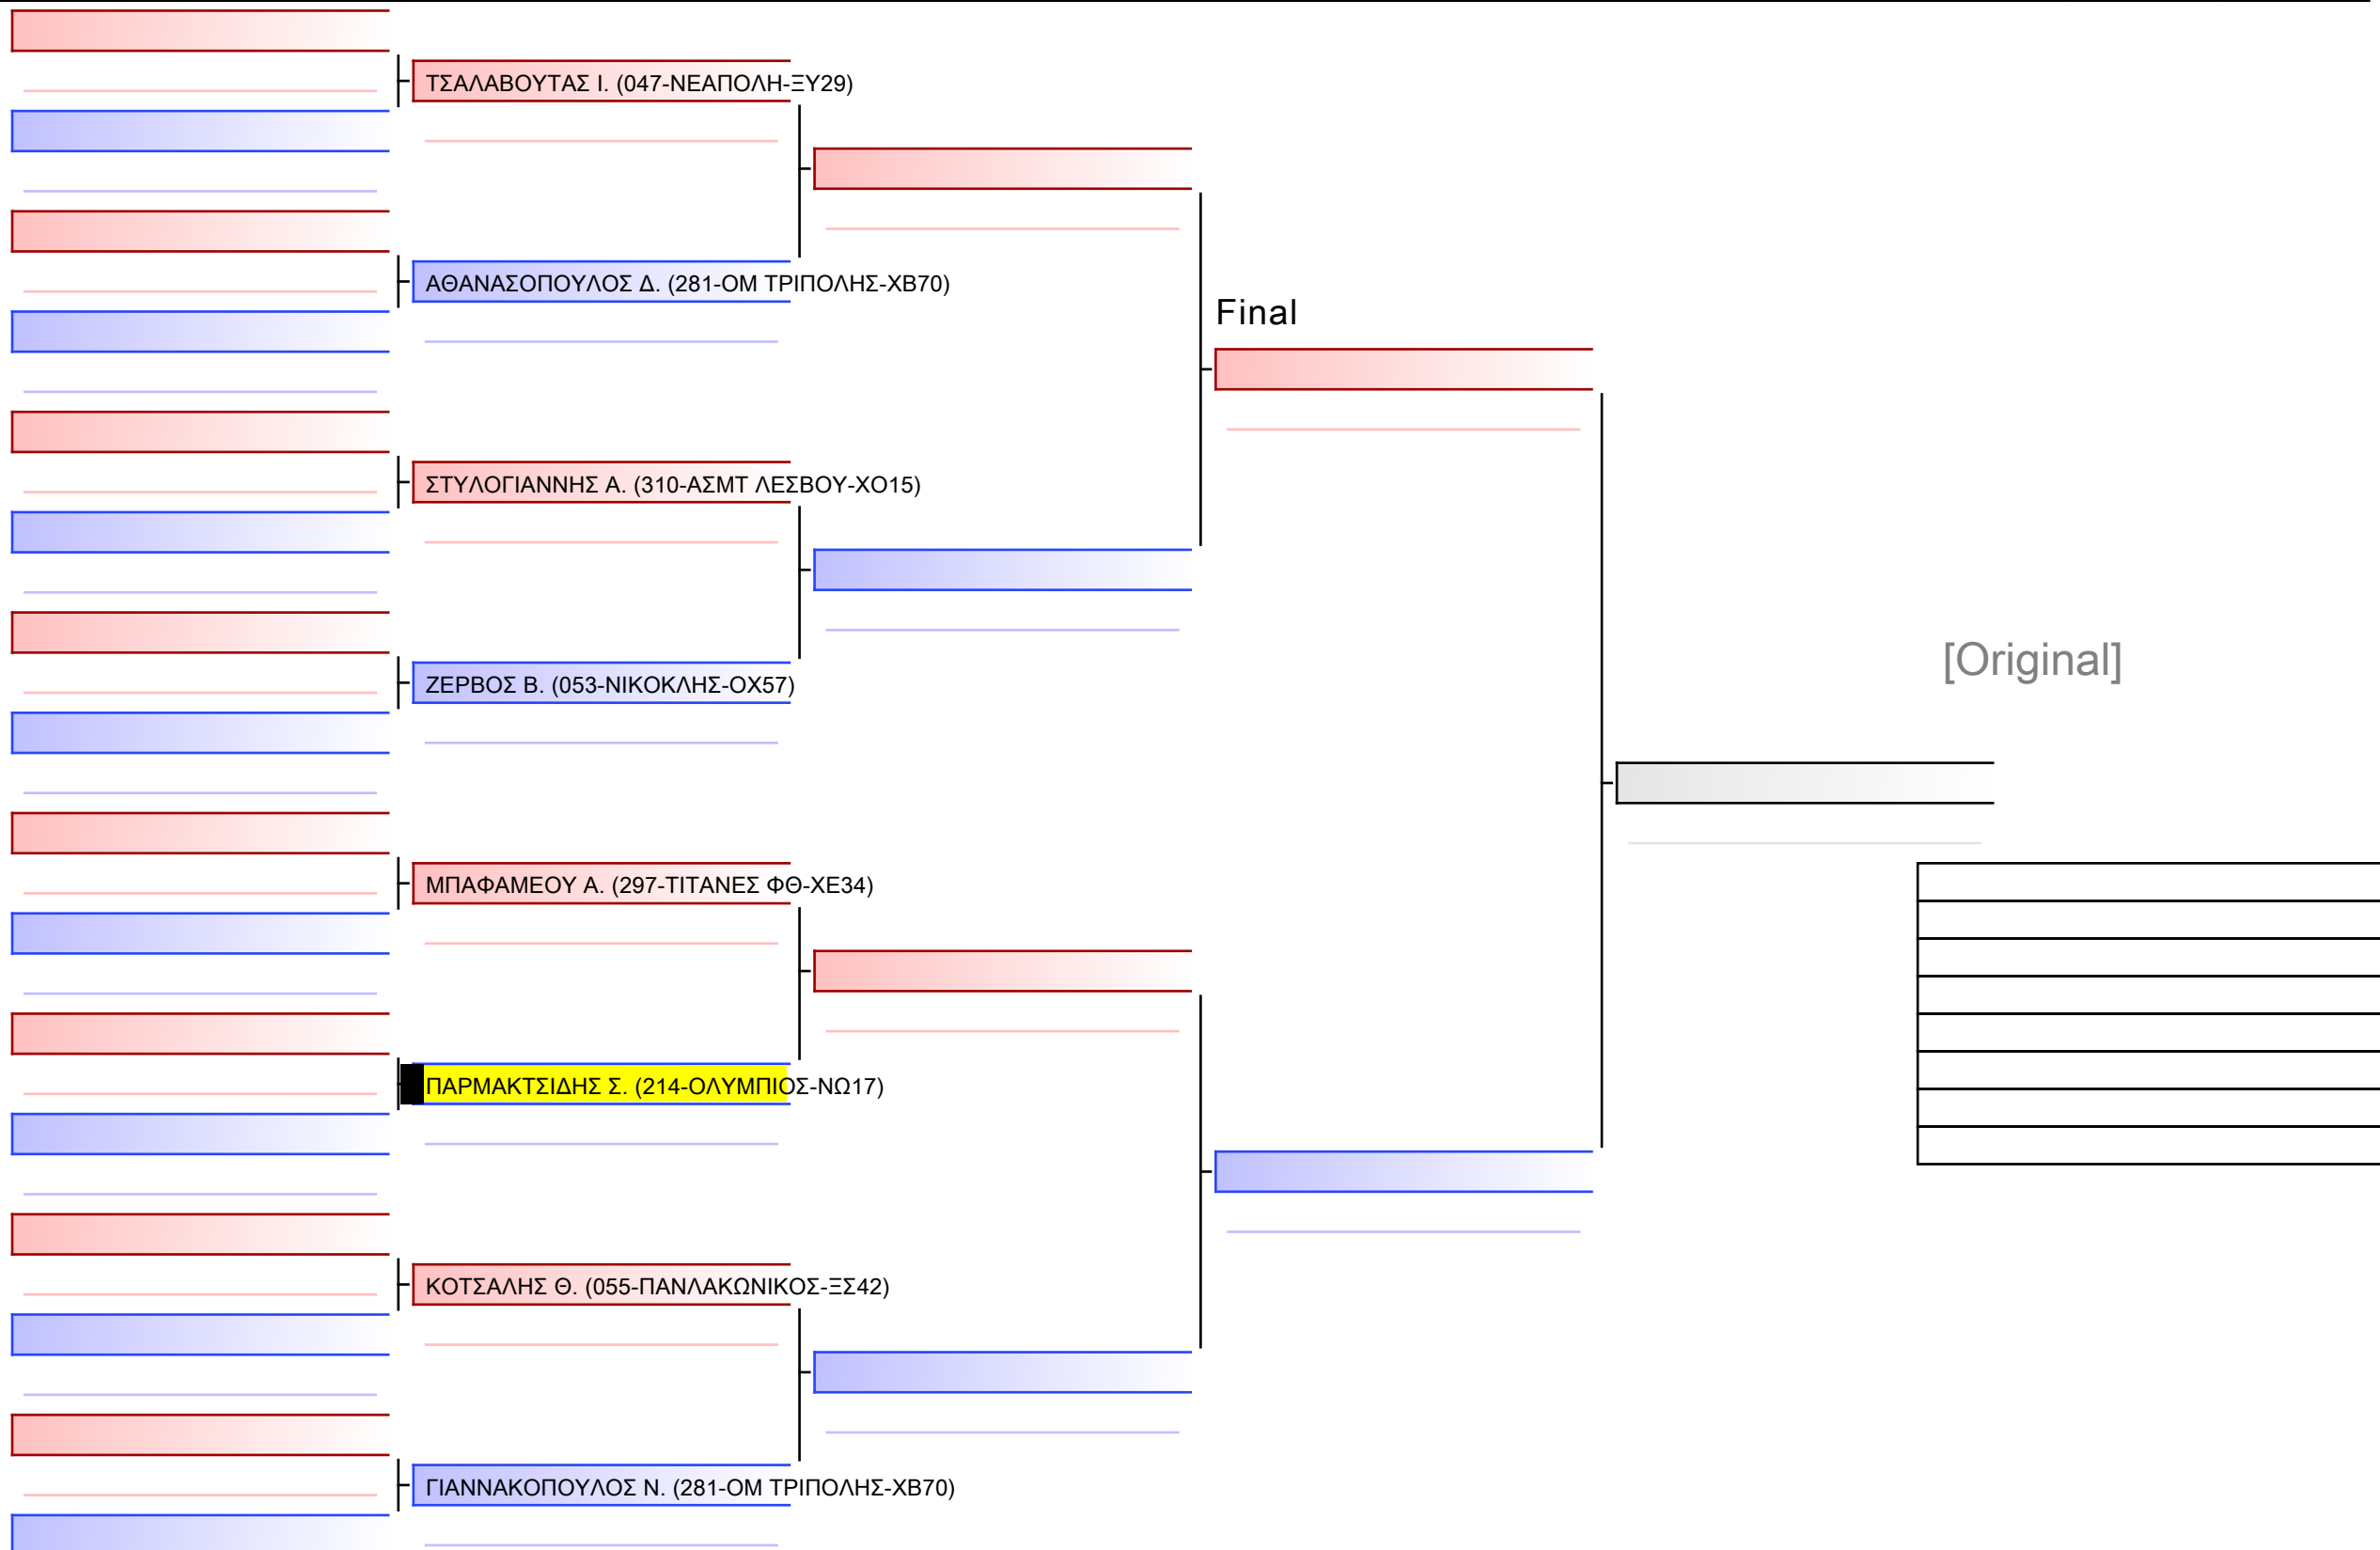 ΤΣΑΛΑΒΟΥΤΑΣ Ι. (047-ΝΕΑΠΟΛΗ-ΞΥ29)
ΑΘΑΝΑΣΟΠΟΥΛΟΣ Δ. (281-ΟΜ ΤΡΙΠΟΛΗΣ-ΧΒ70)
Final
ΣΤΥΛΟΓΙΑΝΝΗΣ Α. (310-ΑΣΜΤ ΛΕΣΒΟΥ-ΧΟ15)
[Original]
ΖΕΡΒΟΣ Β. (053-ΝΙΚΟΚΛΗΣ-ΟΧ57)
ΜΠΑΦΑΜΕΟΥ Α. (297-ΤΙΤΑΝΕΣ ΦΘ-ΧΕ34)
ΠΑΡΜΑΚΤΣΙΔΗΣ Σ. (214-ΟΛΥΜΠΙΟΣ-ΝΩ17)
ΚΟΤΣΑΛΗΣ Θ. (055-ΠΑΝΛΑΚΩΝΙΚΟΣ-ΞΣ42)
ΓΙΑΝΝΑΚΟΠΟΥΛΟΣ Ν. (281-ΟΜ ΤΡΙΠΟΛΗΣ-ΧΒ70)